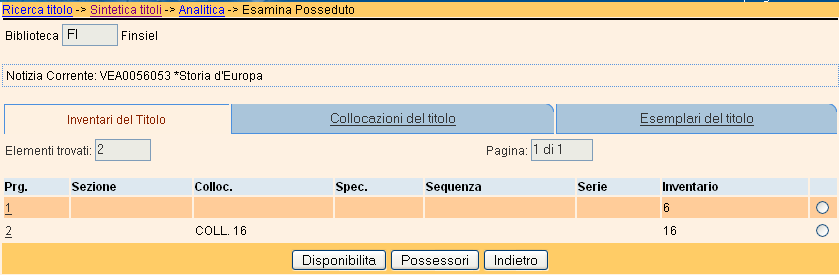 Ricerca titolo -> Sintetica titoli -> Analitica -> Esamina Posseduto
Biblioteca FI Finsiel
Notizia Corrente: VEA0056053 *Storia d'Europa
Inventari del Titolo Collocazioni del titolo Esemplari del titolo
Elementi trovati: 2 Pagina: 1 di 1
Prg. Sezione Colloc. Spec. Sequenza Serie Inventario
1 6
2 COLL. 16 16
Disponibilita Possessori Indietro